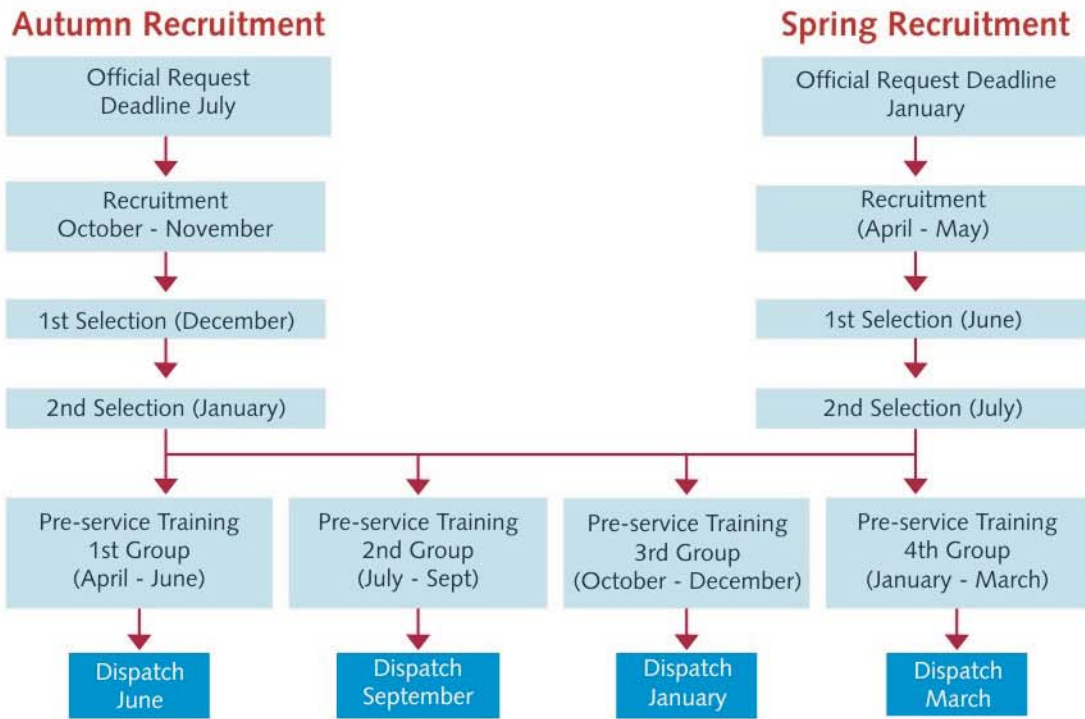 Autumn Recruitment
Official Request
Deadline July
Recruitment
October - November
1st Selection (December)
2nd Selection (January)
Spring Recruitment
Official Request Deadline
January
Recruitment
(April - May)
1st Selection (June)
2nd Selection (July)
Pre-service Training
1st Group
(April - June)
Dispatch
June
Pre-service Training
2nd Group
(July - Sept)
Dispatch
September
Pre-service Training
3rd Group
(October - December)
Dispatch
January
Pre-service Training
4th Group
(January - March)
Dispatch
March